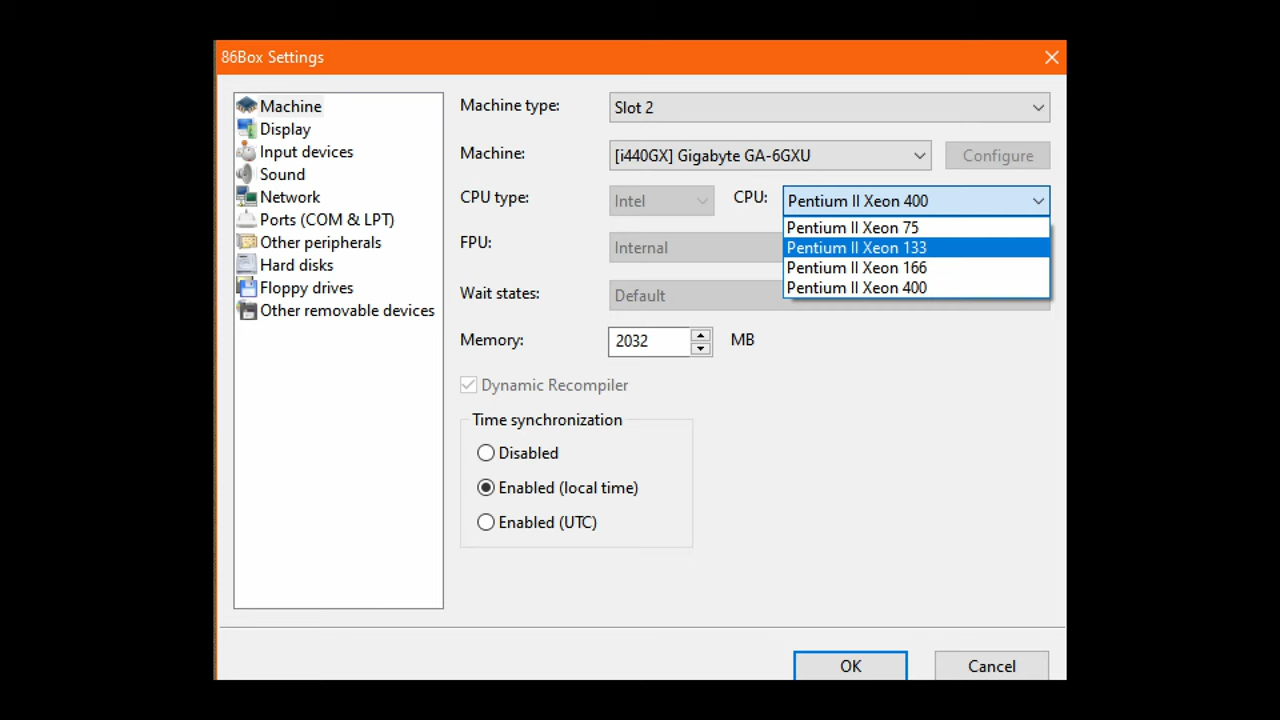 86Box Settings
Machine
Display
Input devices
Sound
Network
Ports (COM & LPT)
Other peripherals
Hard disks
Floppy drives
Other removable devices
Machine type:
Slot 2
Machine:
[i440GX] Gigabyte GA-6GXU
Configure
CPU type:
Intel
CPU:
Pentium II Xeon 400
Pentium II Xeon 75
Pentium II Xeon 133
Pentium II Xeon 166
Pentium II Xeon 400
FPU:
Internal
Wait states:
Default
Memory:
2032
MB
Dynamic Recompiler
Time synchronization
Disabled
Enabled (local time)
Enabled (UTC)
OK
Cancel